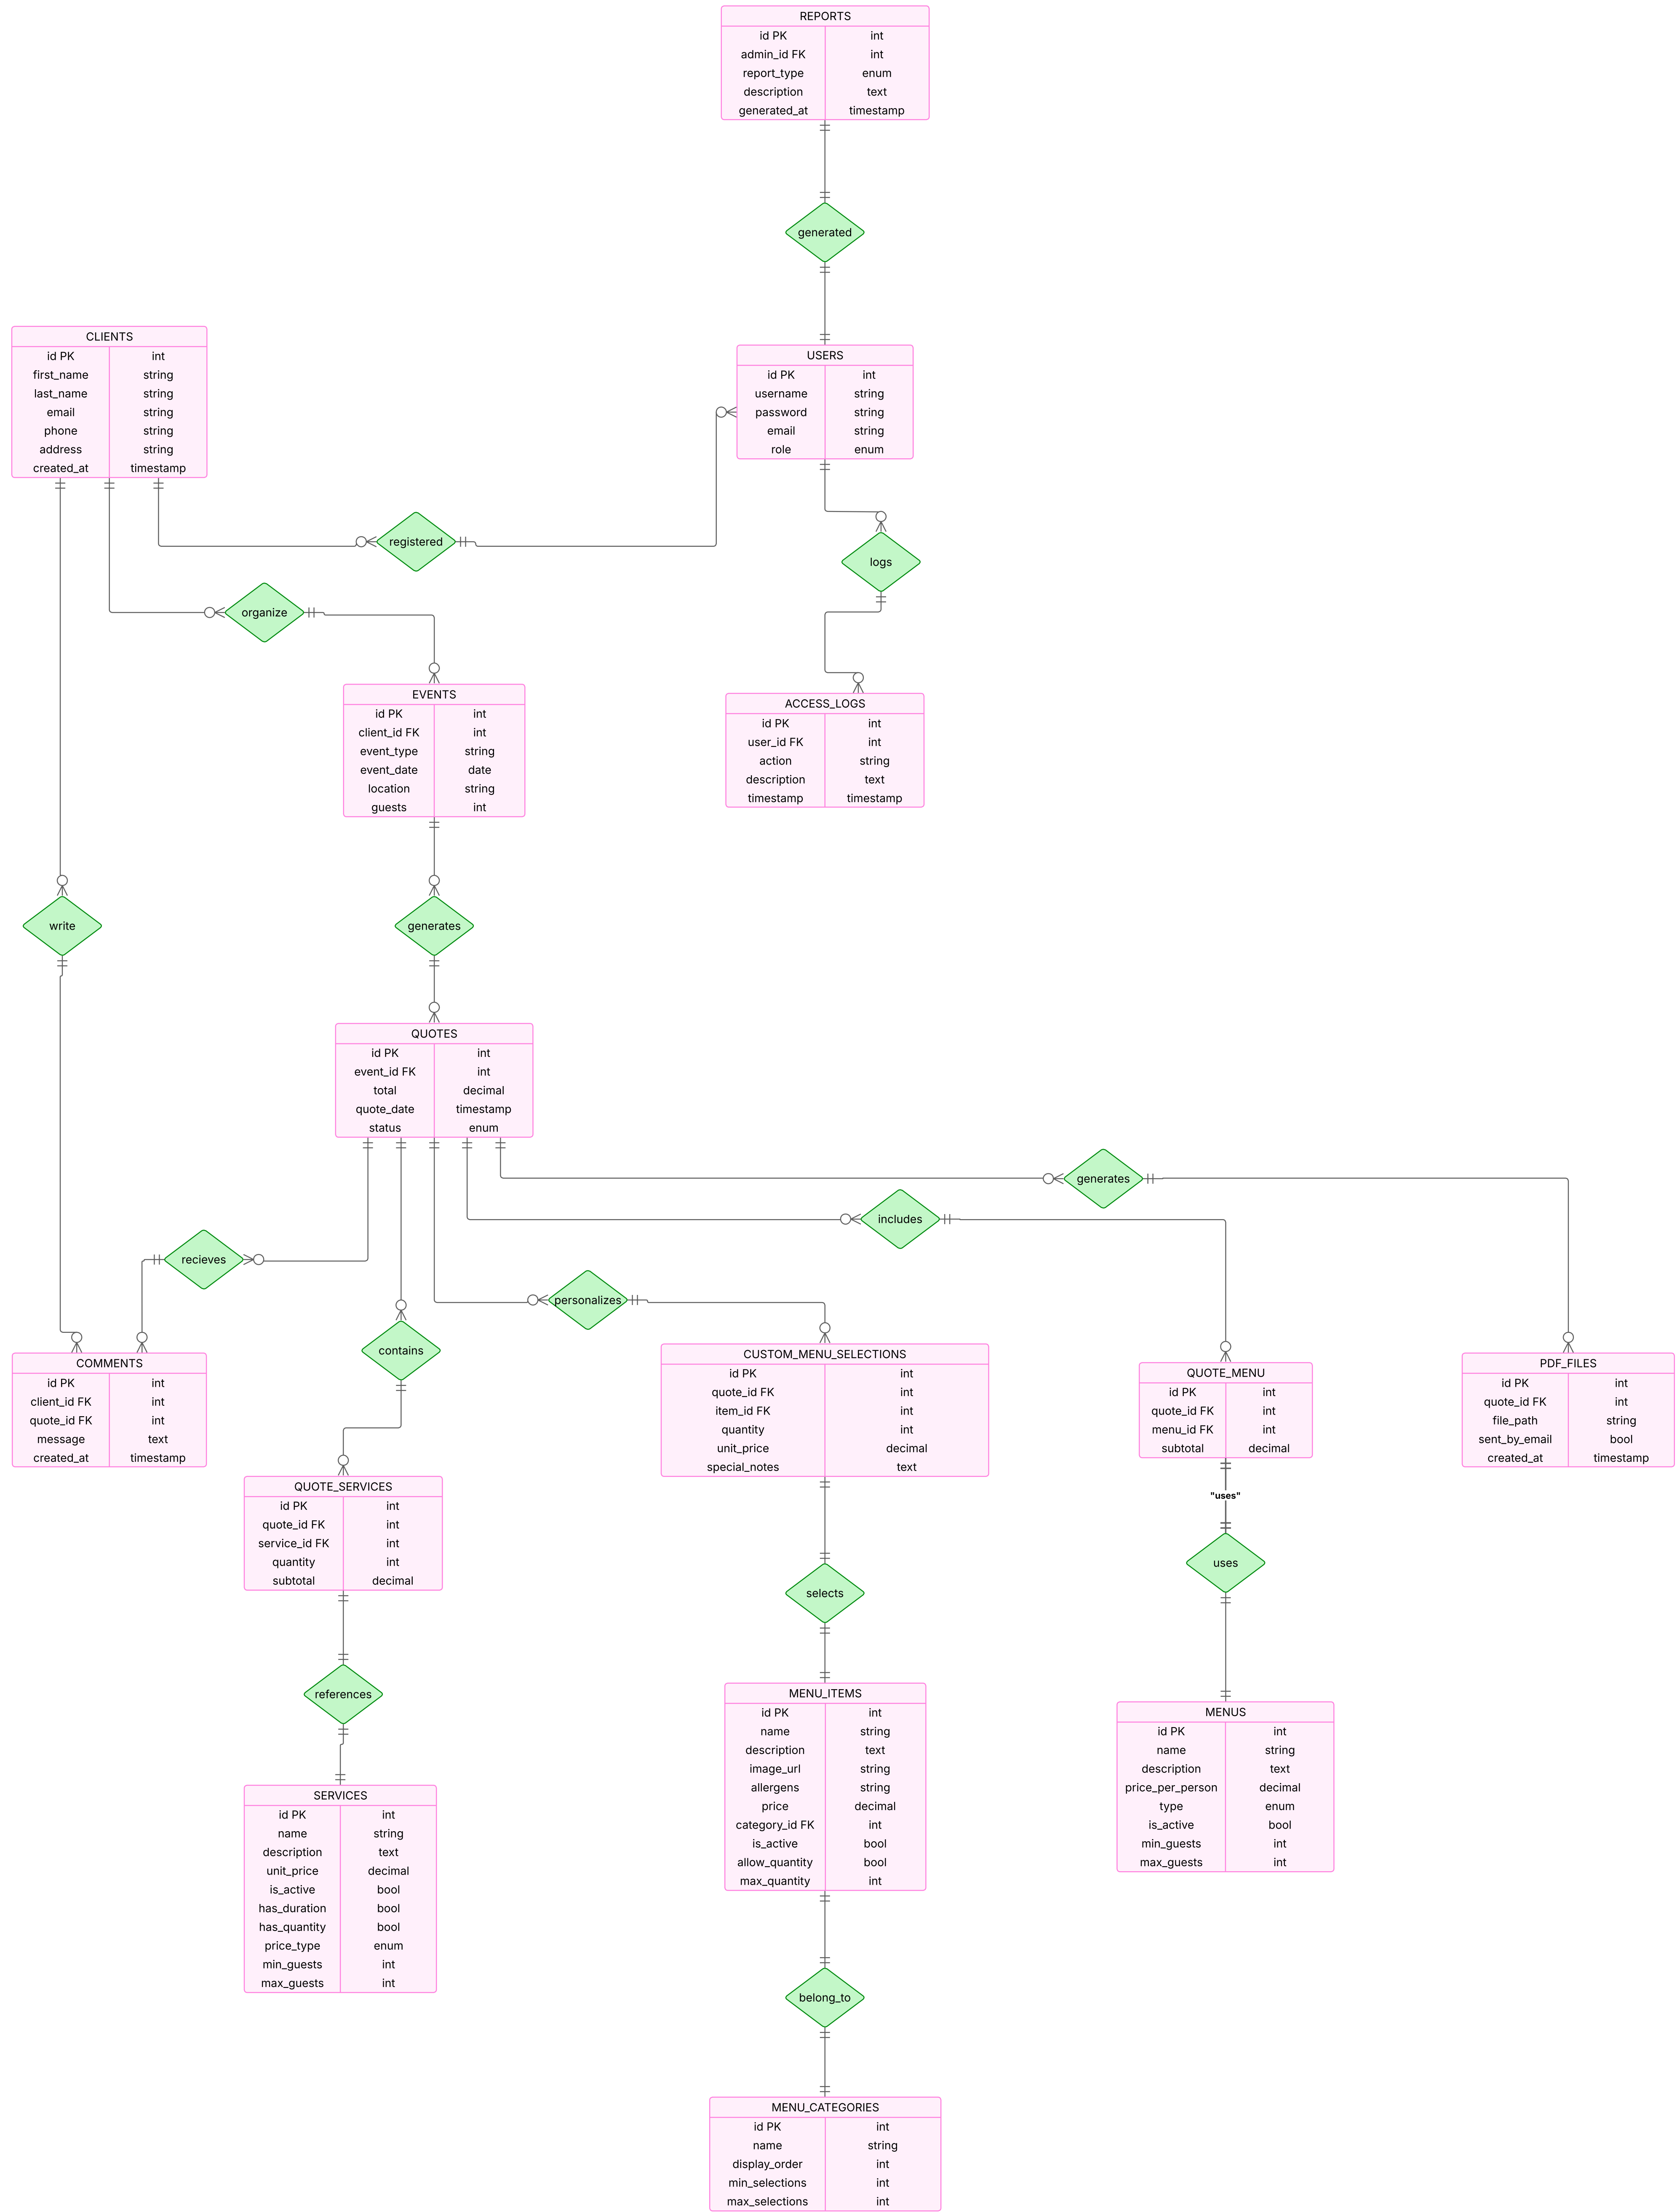 REPORTS
id PK int
admin_id FK int
report_type enum
description text
generated_at timestamp
generated
CLIENTS
id PK int
first_name string
last_name string
email string
phone string
address string
created_at timestamp
USERS
id PK int
username string
password string
email string
role enum
registered
logs
organize
EVENTS
id PK int
client_id FK int
event_type string
event_date date
location string
guests int
ACCESS_LOGS
id PK int
user_id FK int
action string
description text
timestamp timestamp
write
generates
QUOTES
id PK int
event_id FK int
total decimal
quote_date timestamp
status enum
generates
includes
recieves
personalizes
contains
COMMENTS
id PK int
client_id FK int
quote_id FK int
message text
created_at timestamp
CUSTOM_MENU_SELECTIONS
id PK int
quote_id FK int
item_id FK int
quantity int
unit_price decimal
special_notes text
QUOTE_MENU
id PK int
quote_id FK int
menu_id FK int
subtotal decimal
PDF_FILES
id PK int
quote_id FK int
file_path string
sent_by_email bool
created_at timestamp
QUOTE_SERVICES
id PK int
quote_id FK int
service_id FK int
quantity int
subtotal decimal
"uses"
uses
selects
references
MENU_ITEMS
id PK int
name string
description text
image_url string
allergens string
price decimal
category_id FK int
is_active bool
allow_quantity bool
max_quantity int
MENUS
id PK int
name string
description text
price_per_person decimal
type enum
is_active bool
min_guests int
max_guests int
SERVICES
id PK int
name string
description text
unit_price decimal
is_active bool
has_duration bool
has_quantity bool
price_type enum
min_guests int
max_guests int
belong_to
MENU_CATEGORIES
id PK int
name string
display_order int
min_selections int
max_selections int